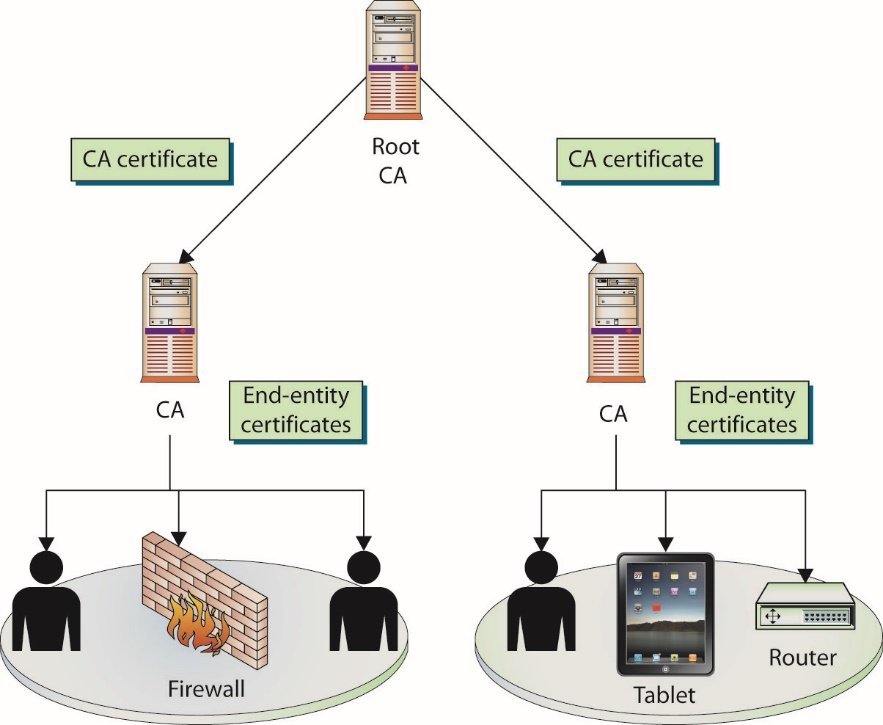 Root
CA
CA certificate
CA certificate
CA
End-entity
certificates
CA
End-entity
certificates
Firewall
Tablet
Router